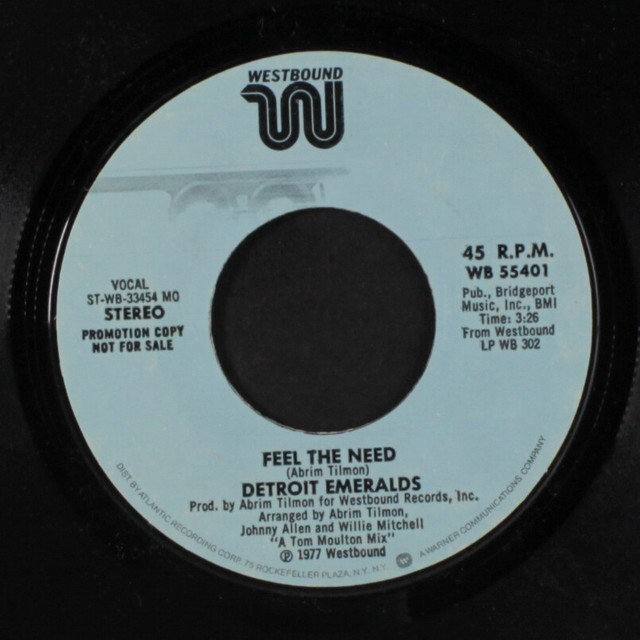 WESTBOUND
W
VOCAL
ST-WB-33454 MO
STEREO
PROMOTION COPY
NOT FOR SALE
45 R.P.M.
WB 55401
Pub., Bridgeport
Music, Inc., BMI
Time: 3:26
From Westbound
LP WB 302
FEEL THE NEED
(Abrim Tilmon)
DETROIT EMERALDS
Prod. by Abrim Tilmon for Westbound Records, Inc.
Arranged by Abrim Tilmon,
Johnny Allen and Willie Mitchell
"A Tom Moulton Mix"
℗ 1977 Westbound
DIST. BY ATLANTIC RECORDING CORP. 75 ROCKEFELLER PLAZA, N.Y. N.Y. A WARNER COMMUNICATIONS COMPANY